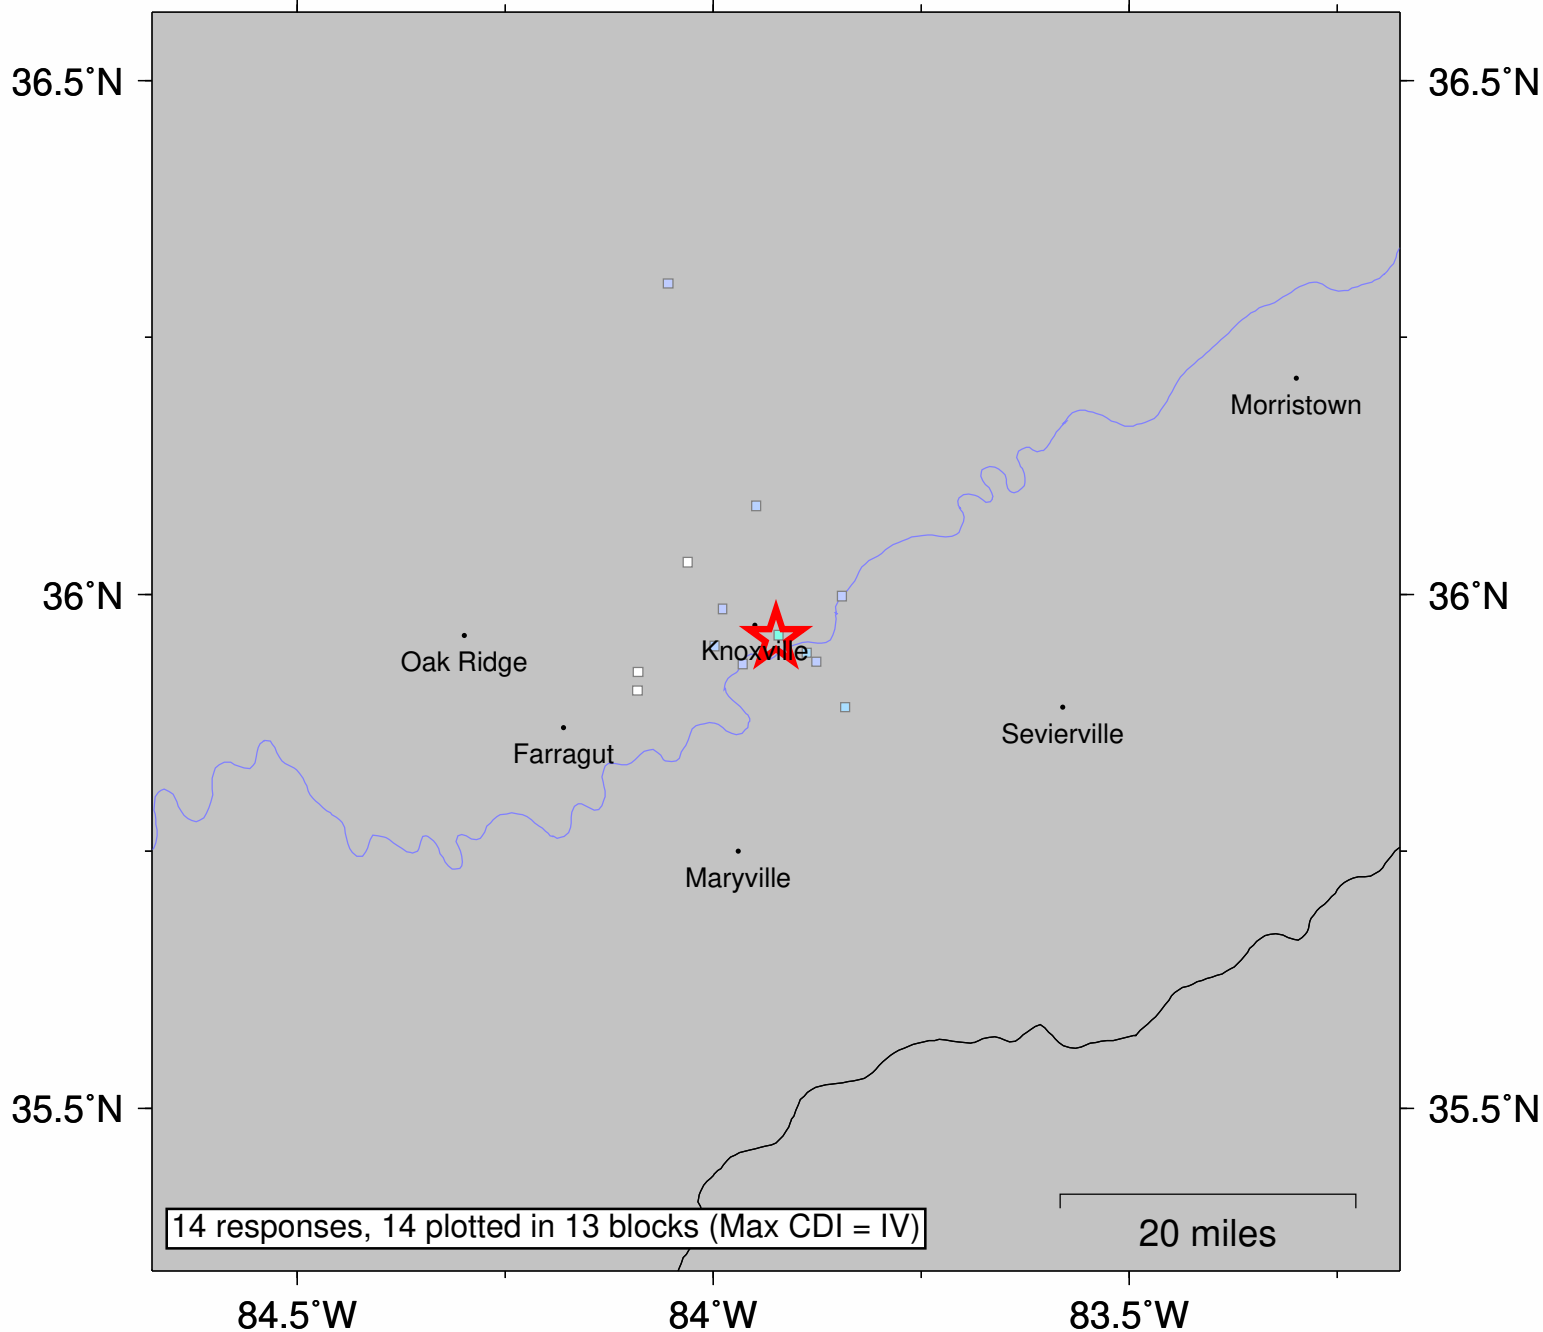 36.5°N
36.5°N
Morristown
36°N
36°N
Knoxville
Oak Ridge
Sevierville
Farragut
Maryville
35.5°N
35.5°N
14 responses, 14 plotted in 13 blocks (Max CDI = IV)
20 miles
84.5°W
84°W
83.5°W